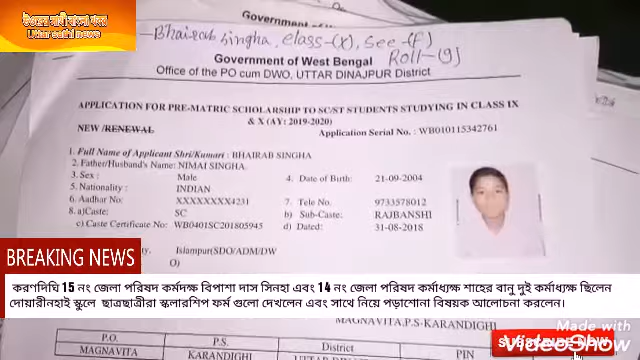 উত্তরের সাথী বাংলা খবর
Uttar sathi news
Government of
Bhairab singha, class-(X), Sec-(F)
Roll-(9)
Government of West Bengal
Office of the PO cum DWO, UTTAR DINAJPUR District
APPLICATION FOR PRE-MATRIC SCHOLARSHIP TO SC/ST STUDENTS STUDYING IN CLASS IX
& X (AY: 2019-2020)
NEW /RENEWAL
Application Serial No. : WB010115342761
1. Full Name of Applicant Shri/Kumari : BHAIRAB SINGHA
2. Father/Husband's Name: NIMAI SINGHA
3. Sex : Male 4. Date of Birth: 21-09-2004
5. Nationality : INDIAN
6. Aadhar No: XXXXXXXX4231 7. Tele No. 9733578012
8. a)Caste: SC b) Sub-Caste: RAJBANSHI
c) Caste Certificate No: WB0401SC201805945 d) Dated: 31-08-2018
Islampur(SDO/ADM/DW
O)
BREAKING NEWS
করণদিঘি 15 নং জেলা পরিষদ কর্মদক্ষ বিপাশা দাস সিনহা এবং 14 নং জেলা পরিষদ কর্মাধ্যক্ষ শাহের বানু দুই কর্মাধ্যক্ষ ছিলেন
দোয়ারীনহাই স্কুলে ছাত্রছাত্রীরা স্কলারশিপ ফর্ম গুলো দেখলেন এবং সাথে নিয়ে পড়াশোনা বিষয়ক আলোচনা করলেন।
MAGNAVITA,P.S-KARANDIGHI
P.O. P.S. District PIN
MAGNAVITA KARANDIGHI
Made with
VideoShow
SUBSCRIBE NOW